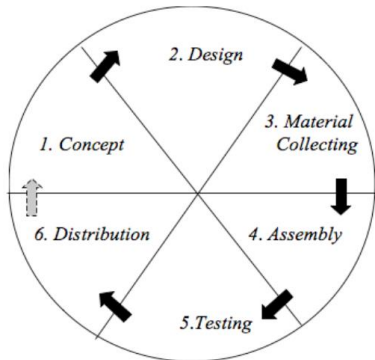 1. Concept
2. Design
3. Material
Collecting
4. Assembly
5.Testing
6. Distribution